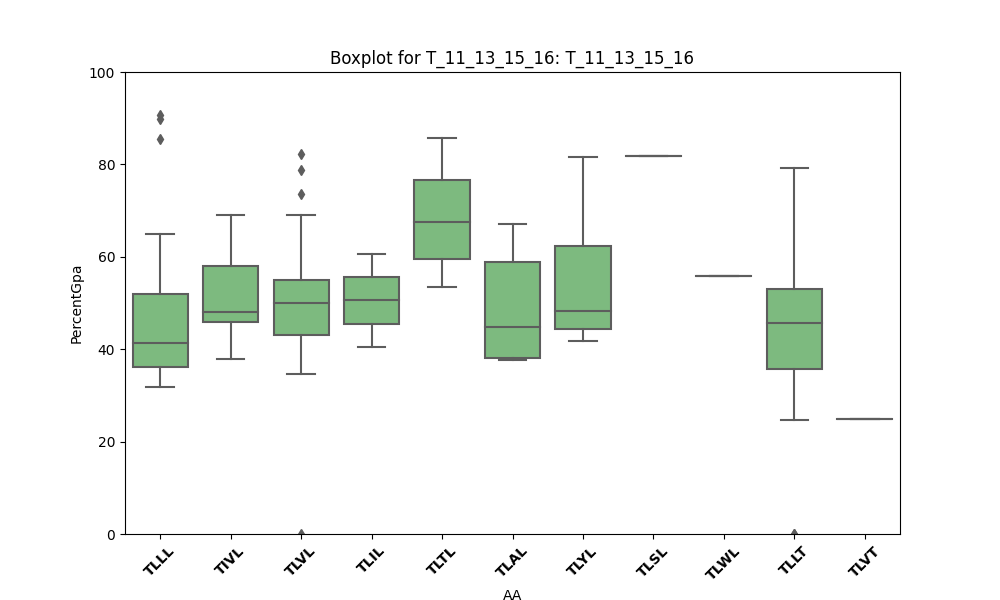 Boxplot for T_11_13_15_16: T_11_13_15_16
100
80
60
40
20
0
PercentGpa
TLLL TIVL TLVL TLIL TLTL TLAL TLYL TLSL TLWL TLLT TLVT
AA